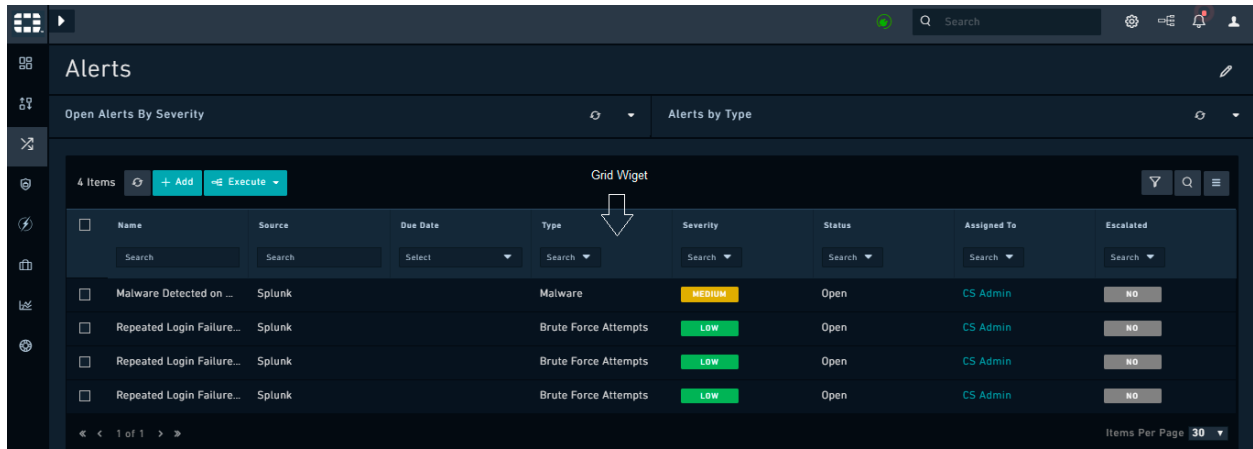 Search
Alerts
Open Alerts By Severity Alerts by Type
4 Items + Add Execute Grid Wiget
Name Source Due Date Type Severity Status Assigned To Escalated
Search Search Select Search Search Search Search Search
Malware Detected on ... Splunk Malware MEDIUM Open CS Admin NO
Repeated Login Failure... Splunk Brute Force Attempts LOW Open CS Admin NO
Repeated Login Failure... Splunk Brute Force Attempts LOW Open CS Admin NO
Repeated Login Failure... Splunk Brute Force Attempts LOW Open CS Admin NO
« < 1 of 1 > » Items Per Page 30